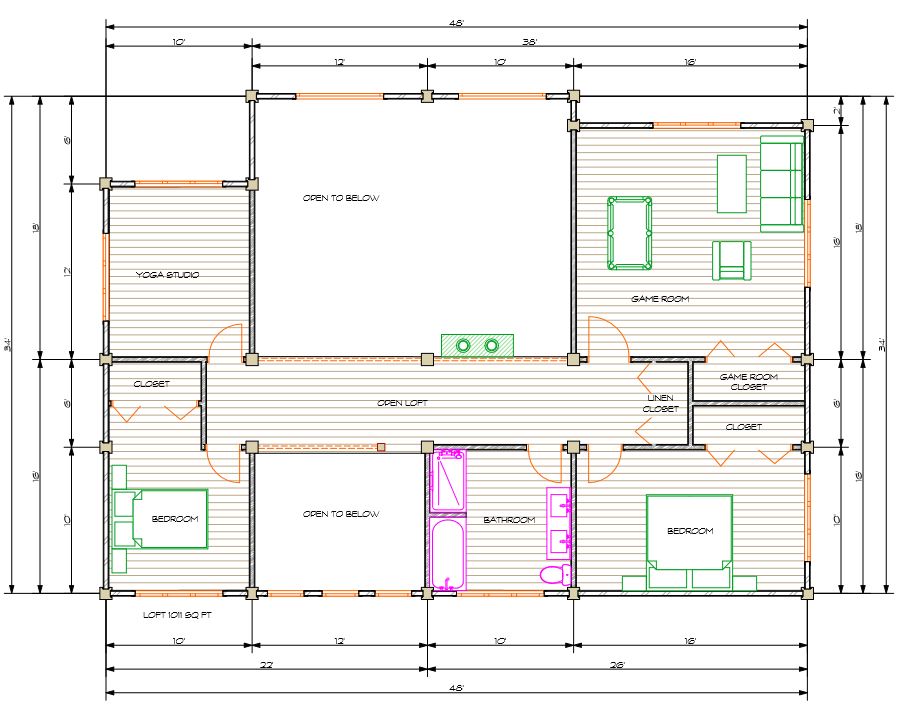 48'
10'
38'
12'
10'
16'
2'
6'
OPEN TO BELOW
18'
16'
18'
12'
YOGA STUDIO
GAME ROOM
34'
34'
CLOSET
GAME ROOM
CLOSET
6'
OPEN LOFT
LINEN
CLOSET
6'
CLOSET
16'
10'
BEDROOM
OPEN TO BELOW
BATHROOM
BEDROOM
10'
16'
LOFT 1011 SQ FT
10'
12'
10'
16'
22'
26'
48'